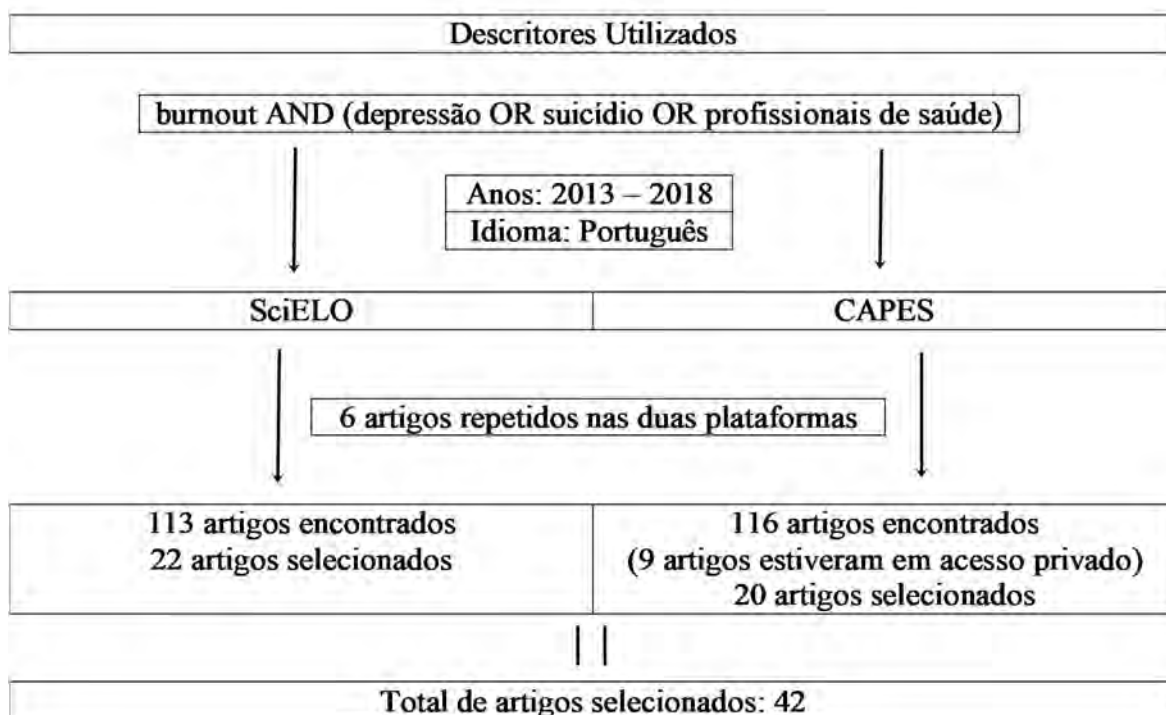 Descritores Utilizados
burnout AND (depressão OR suicídio OR profissionais de saúde)
Anos: 2013 – 2018
Idioma: Português
SciELO
CAPES
6 artigos repetidos nas duas plataformas
113 artigos encontrados
22 artigos selecionados
116 artigos encontrados
(9 artigos estiveram em acesso privado)
20 artigos selecionados
Total de artigos selecionados: 42